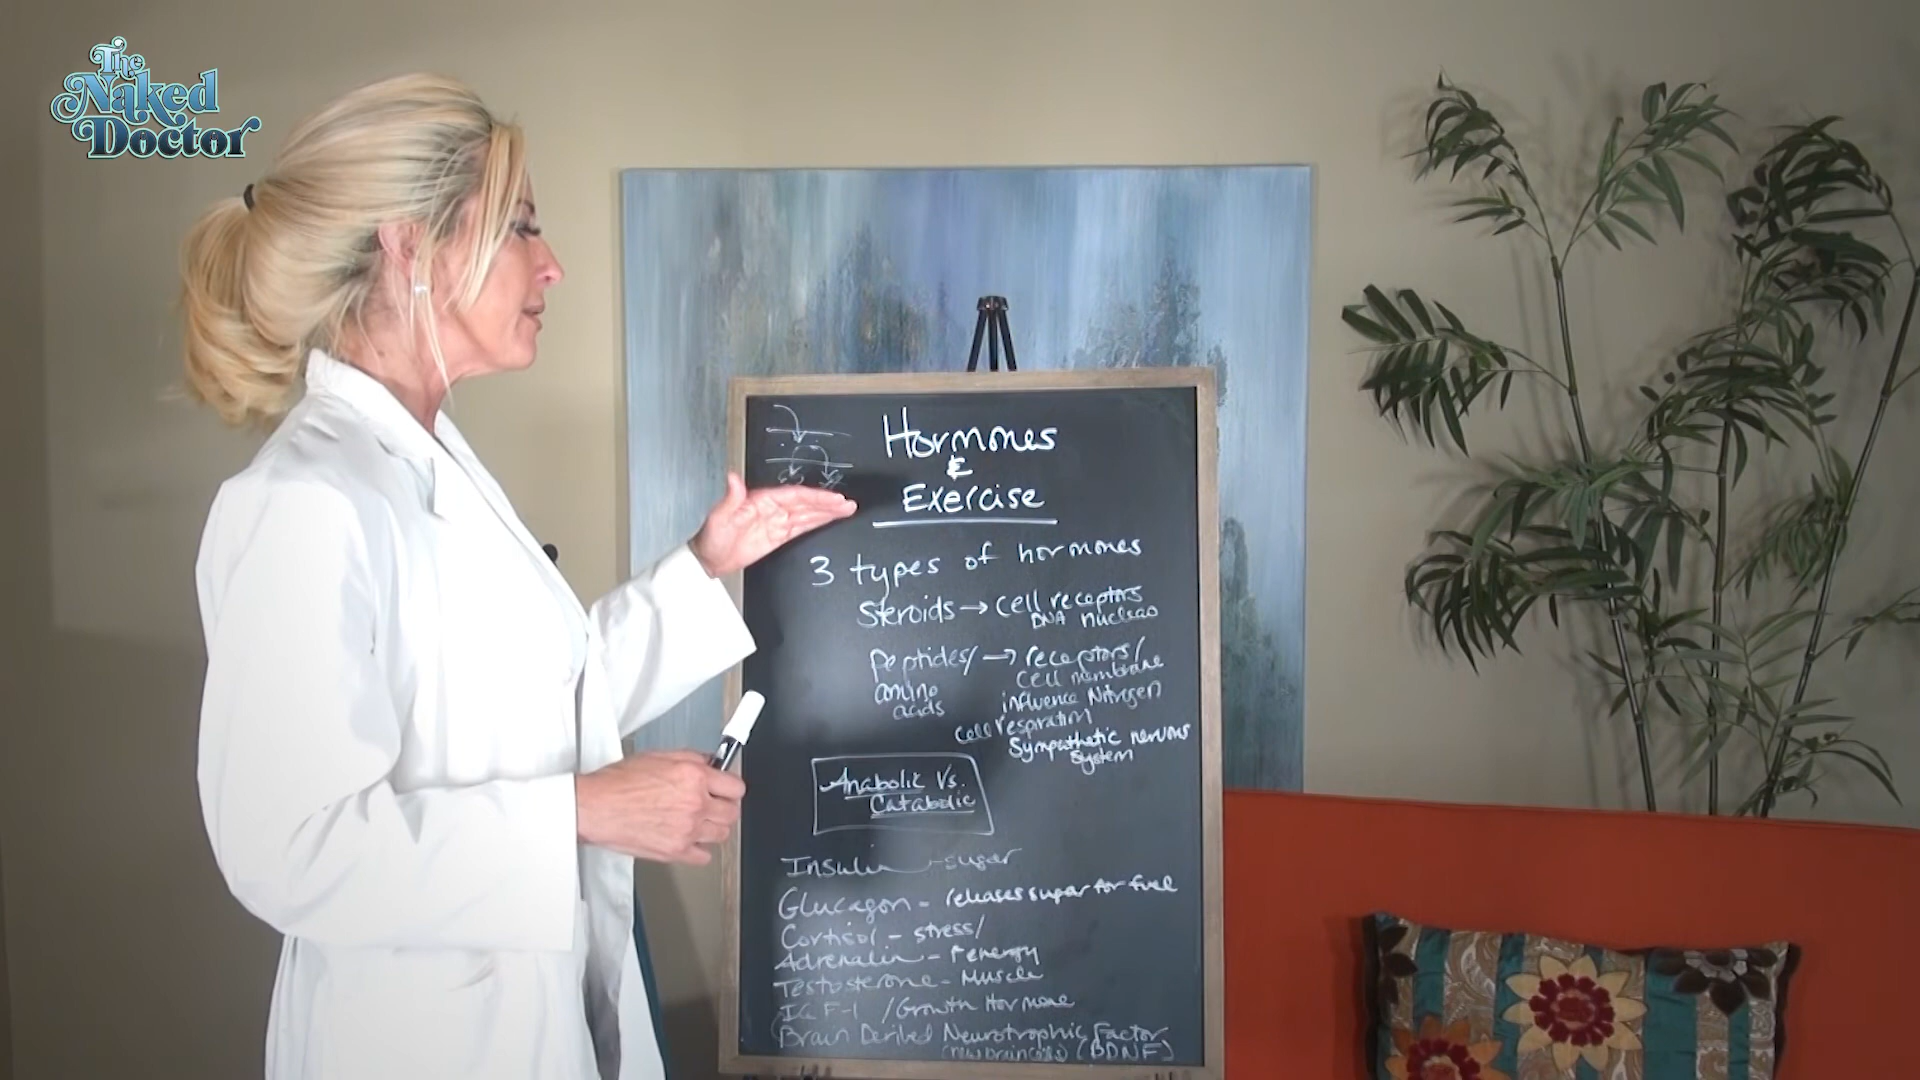 The
Naked
Doctor
Hormones
&
Exercise
3 types of hormones
Steroids → cell receptors
DNA nucleao
peptides/ → receptors/
cell membrane
amino
acids
influence Nitrogen
cell respiration
Sympathetic nervous
system
Anabolic Vs.
Catabolic
Insulin - sugar
Glucagon - releases sugar for fuel
Cortisol - stress/
Adrenalin - energy
Testosterone - Muscle
IGF-1 / Growth Hormone
Brain Derived Neurotrophic Factor
(new brain cells) (BDNF)